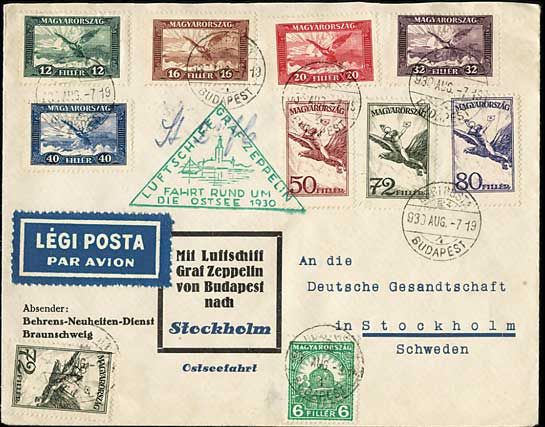 MAGYARORSZÁG
12 FILLÉR 12
MAGYARORSZÁG
16 FILLÉR 16
MAGYARORSZÁG
20 FILLÉR 20
MAGYARORSZÁG
32 FILLÉR 32
BUDAPEST
BUDAPEST
MAGYARORSZÁG
40 FILLÉR 40
LUFTSCHIFF GRAF ZEPPELIN
FAHRT RUND UM
DIE OSTSEE 1930
MAGYARORSZÁG
50 FILLÉR
MAGYARORSZÁG
72 FILLÉR
MAGYARORSZÁG
80 FILLÉR
930 AUG.-7.19
BUDAPEST
LÉGI POSTA
PAR AVION
Mit Luftschiff
Graf Zeppelin
von Budapest
nach
Stockholm
Ostseefahrt
An die
Deutsche Gesandtschaft
in Stockholm
Schweden
Absender:
Behrens-Neuheiten-Dienst
Braunschweig
MAGYARORSZÁG
72 FILLÉR
MAGYARORSZÁG
6 FILLÉR 6